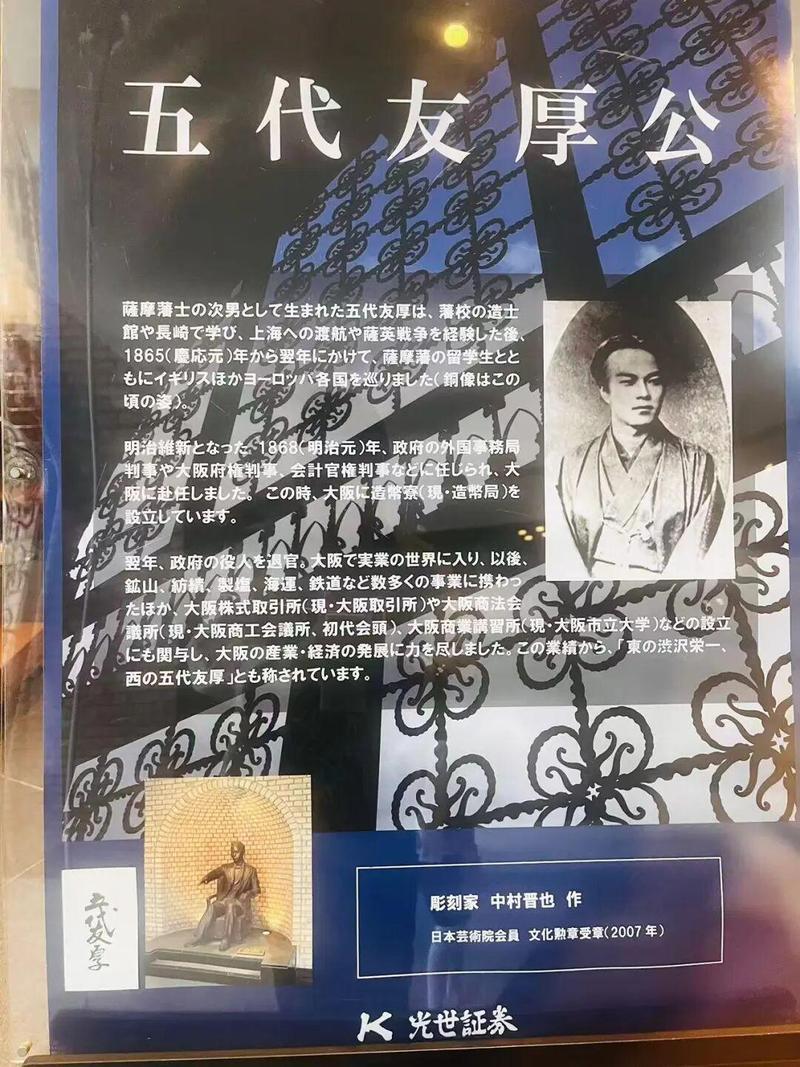 五代友厚公
薩摩藩士の次男として生まれた五代友厚は、藩校の造士
館や長崎で学び、上海への渡航や薩英戦争を経験した後、
1865(慶応元)年から翌年にかけて、薩摩藩の留学生とと
もにイギリスほかヨーロッパ各国を巡りました(銅像はこの
頃の姿)。
明治維新となった 1868(明治元)年、政府の外国事務局
判事や大阪府権判事、会計官権判事などに任じられ、大
阪に赴任しました。この時、大阪に造幣寮(現・造幣局)を
設立しています。
翌年、政府の役人を退官。大阪で実業の世界に入り、以後、
鉱山、紡績、製塩、海運、鉄道など数多くの事業に携わっ
たほか、大阪株式取引所(現・大阪取引所)や大阪商法会
議所(現・大阪商工会議所、初代会頭)、大阪商業講習所(現・大阪市立大学)などの設立
にも関与し、大阪の産業・経済の発展に力を尽しました。この業績から、「東の渋沢栄一、
西の五代友厚」とも称されています。
五代友厚
彫刻家 中村晋也 作
日本芸術院会員 文化勲章受章(2007年)
K 光世証券